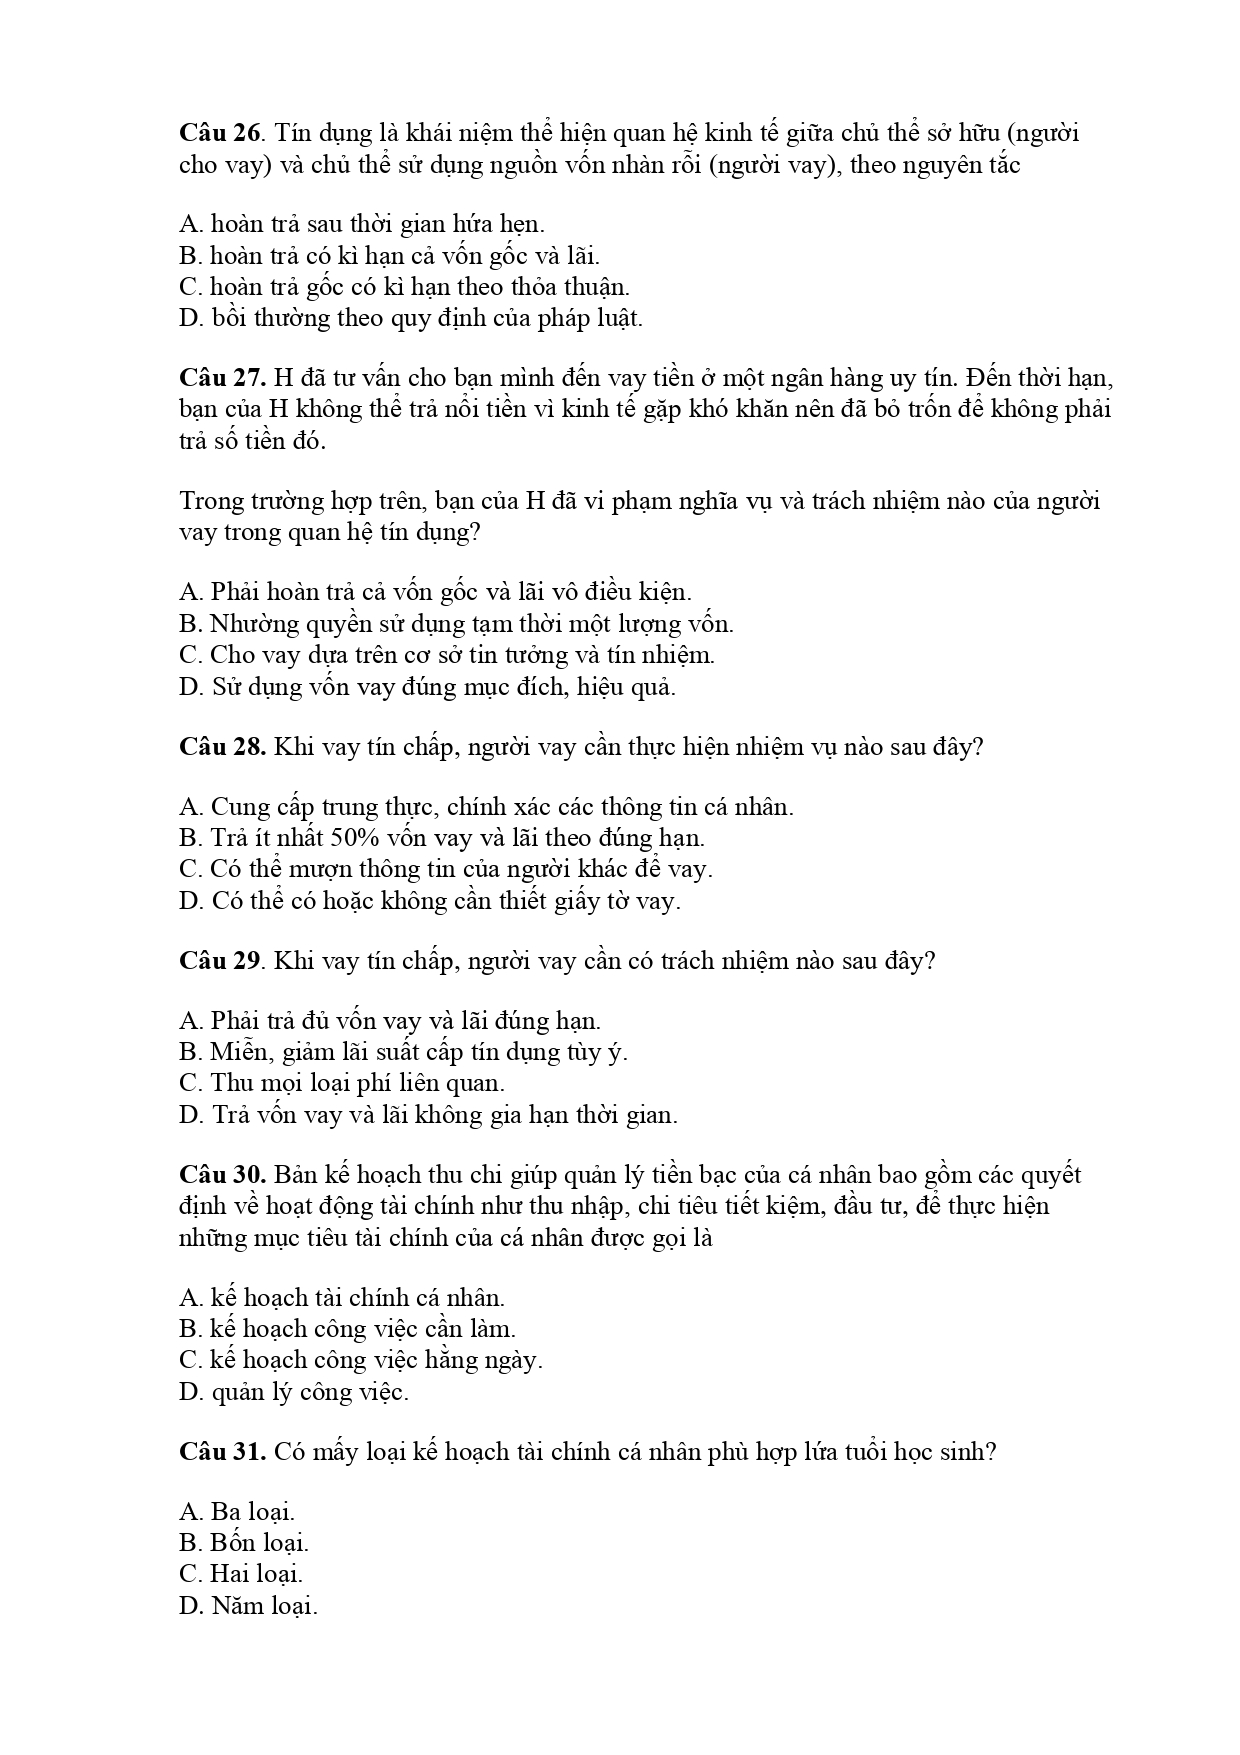 Câu 26. Tín dụng là khái niệm thể hiện quan hệ kinh tế giữa chủ thể sở hữu (người
cho vay) và chủ thể sử dụng nguồn vốn nhàn rỗi (người vay), theo nguyên tắc
A. hoàn trả sau thời gian hứa hẹn.
B. hoàn trả có kì hạn cả vốn gốc và lãi.
C. hoàn trả gốc có kì hạn theo thỏa thuận.
D. bồi thường theo quy định của pháp luật.
Câu 27. H đã tư vấn cho bạn mình đến vay tiền ở một ngân hàng uy tín. Đến thời hạn,
bạn của H không thể trả nổi tiền vì kinh tế gặp khó khăn nên đã bỏ trốn để không phải
trả số tiền đó.
Trong trường hợp trên, bạn của H đã vi phạm nghĩa vụ và trách nhiệm nào của người
vay trong quan hệ tín dụng?
A. Phải hoàn trả cả vốn gốc và lãi vô điều kiện.
B. Nhường quyền sử dụng tạm thời một lượng vốn.
C. Cho vay dựa trên cơ sở tin tưởng và tín nhiệm.
D. Sử dụng vốn vay đúng mục đích, hiệu quả.
Câu 28. Khi vay tín chấp, người vay cần thực hiện nhiệm vụ nào sau đây?
A. Cung cấp trung thực, chính xác các thông tin cá nhân.
B. Trả ít nhất 50% vốn vay và lãi theo đúng hạn.
C. Có thể mượn thông tin của người khác để vay.
D. Có thể có hoặc không cần thiết giấy tờ vay.
Câu 29. Khi vay tín chấp, người vay cần có trách nhiệm nào sau đây?
A. Phải trả đủ vốn vay và lãi đúng hạn.
B. Miễn, giảm lãi suất cấp tín dụng tùy ý.
C. Thu mọi loại phí liên quan.
D. Trả vốn vay và lãi không gia hạn thời gian.
Câu 30. Bản kế hoạch thu chi giúp quản lý tiền bạc của cá nhân bao gồm các quyết
định về hoạt động tài chính như thu nhập, chi tiêu tiết kiệm, đầu tư, để thực hiện
những mục tiêu tài chính của cá nhân được gọi là
A. kế hoạch tài chính cá nhân.
B. kế hoạch công việc cần làm.
C. kế hoạch công việc hằng ngày.
D. quản lý công việc.
Câu 31. Có mấy loại kế hoạch tài chính cá nhân phù hợp lứa tuổi học sinh?
A. Ba loại.
B. Bốn loại.
C. Hai loại.
D. Năm loại.